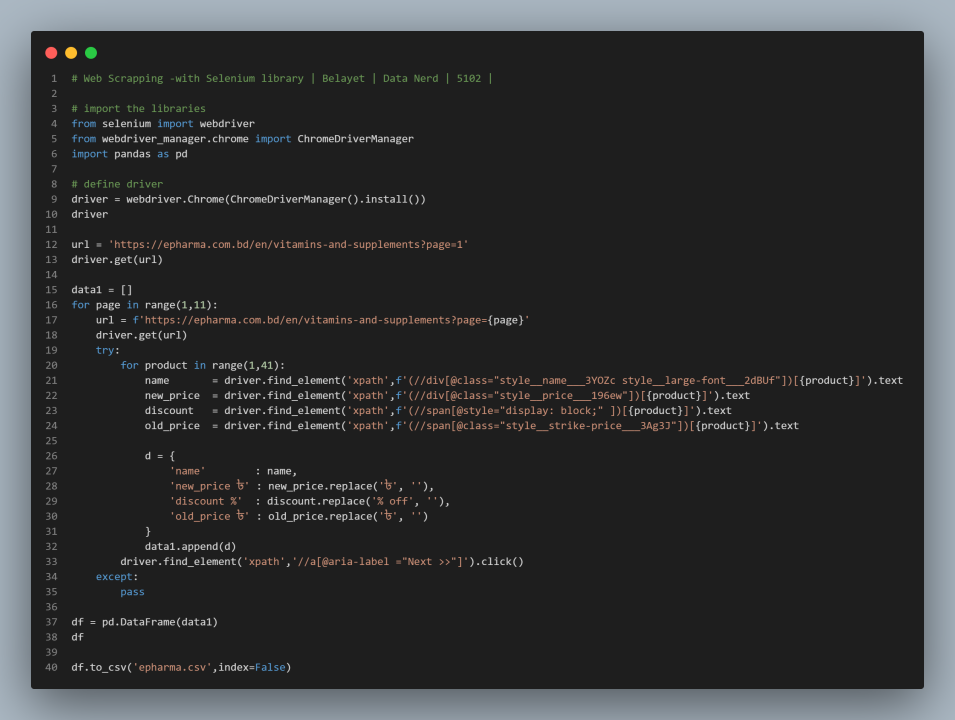 1 # Web Scrapping -with Selenium library | Belayet | Data Nerd | 5102 |
2
3 # import the libraries
4 from selenium import webdriver
5 from webdriver_manager.chrome import ChromeDriverManager
6 import pandas as pd
7
8 # define driver
9 driver = webdriver.Chrome(ChromeDriverManager().install())
10 driver
11
12 url = 'https://epharma.com.bd/en/vitamins-and-supplements?page=1'
13 driver.get(url)
14
15 data1 = []
16 for page in range(1,11):
17     url = f'https://epharma.com.bd/en/vitamins-and-supplements?page={page}'
18     driver.get(url)
19     try:
20         for product in range(1,41):
21             name       = driver.find_element('xpath',f'(//div[@class="style__name___3YOZc style__large-font___2dBUf"])[{product}]').text
22             new_price  = driver.find_element('xpath',f'(//div[@class="style__price___196ew"])[{product}]').text
23             discount   = driver.find_element('xpath',f'(//span[@style="display: block;" ])[{product}]').text
24             old_price  = driver.find_element('xpath',f'(//span[@class="style__strike-price___3Ag3J"])[{product}]').text
25
26             d = {
27                 'name'        : name,
28                 'new_price ৳' : new_price.replace('৳', ''),
29                 'discount %'  : discount.replace('% off', ''),
30                 'old_price ৳' : old_price.replace('৳', '')
31             }
32             data1.append(d)
33         driver.find_element('xpath','//a[@aria-label ="Next >>"]').click()
34     except:
35         pass
36
37 df = pd.DataFrame(data1)
38 df
39
40 df.to_csv('epharma.csv',index=False)